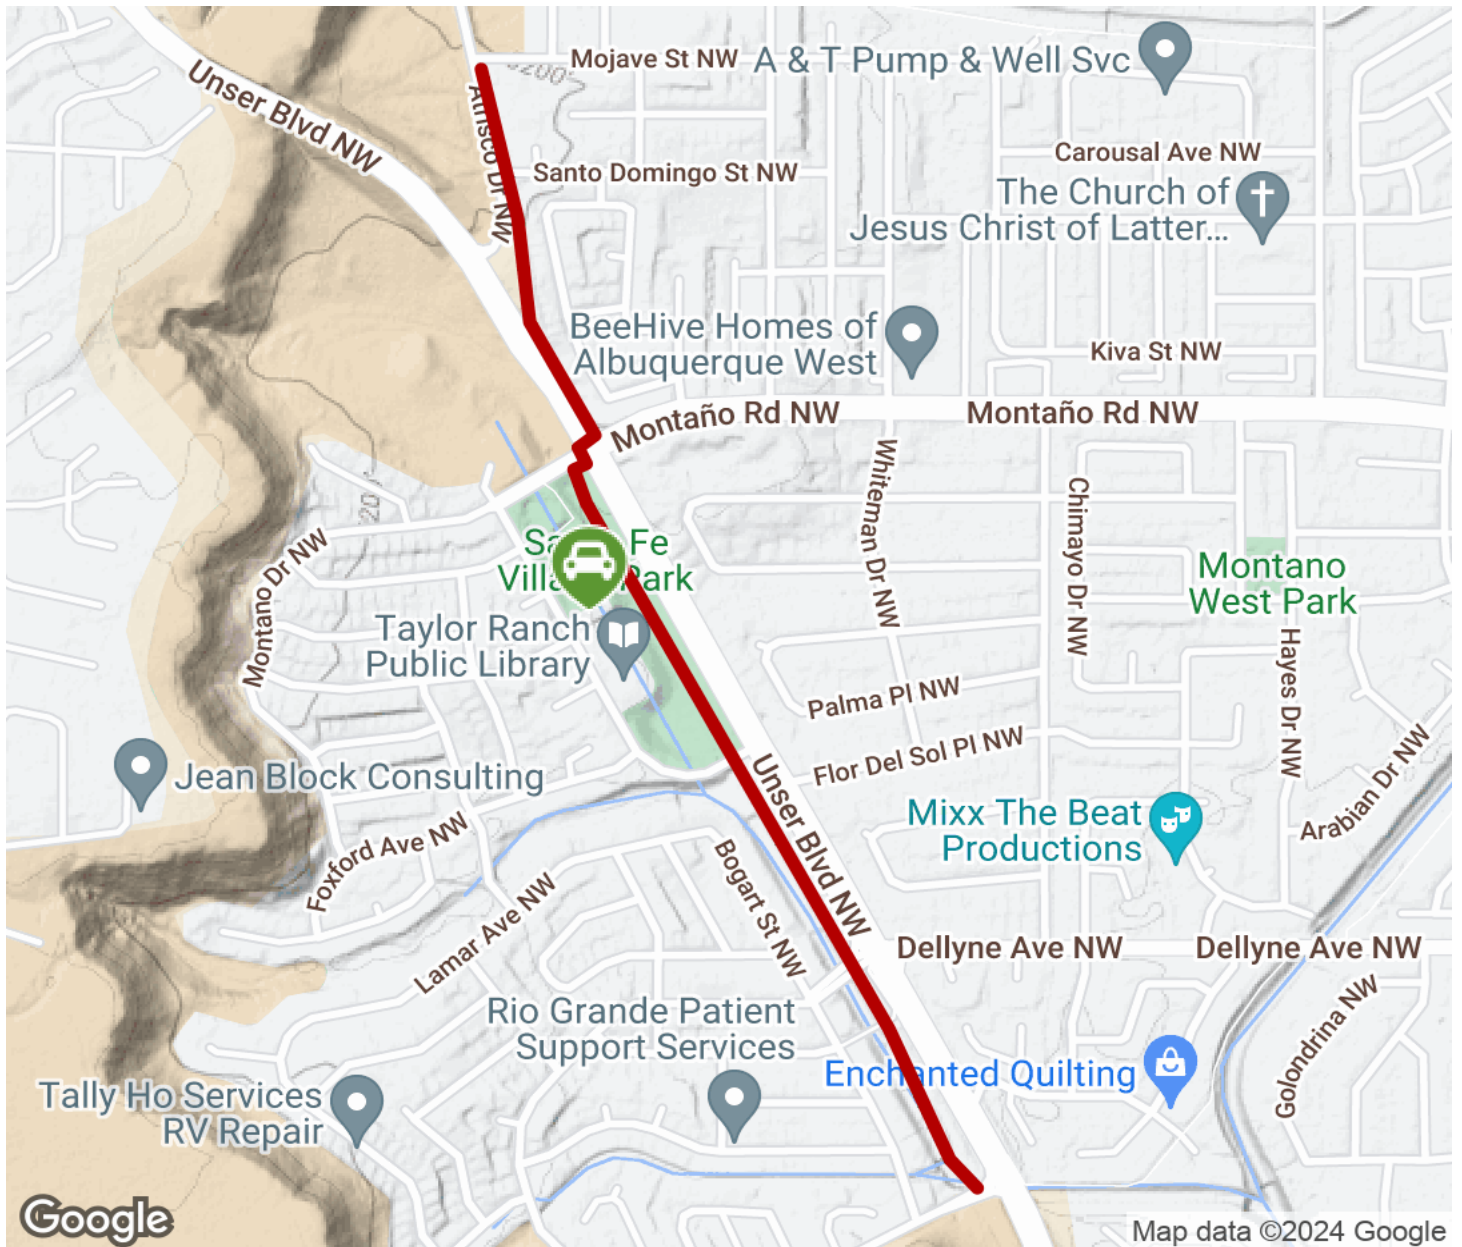 Mojave St NW
A & T Pump & Well Svc
Unser Blvd NW
Atrisco Dr NW
Carousal Ave NW
Santo Domingo St NW
The Church of
Jesus Christ of Latter...
BeeHive Homes of
Albuquerque West
Kiva St NW
Montaño Rd NW
Montaño Rd NW
Whiteman Dr NW
Chimayo Dr NW
Montano Dr NW
Fe
Park
Montano
West Park
Taylor Ranch
Public Library
Hayes Dr NW
Palma Pl NW
Flor Del Sol Pl NW
Arabian Dr NW
Jean Block Consulting
Unser Blvd NW
Mixx The Beat
Productions
Foxford Ave NW
Bogart St NW
Lamar Ave NW
Dellyne Ave NW
Dellyne Ave NW
Golondrina NW
Rio Grande Patient
Support Services
Enchanted Quilting
Tally Ho Services
RV Repair
Google
Map data ©2024 Google